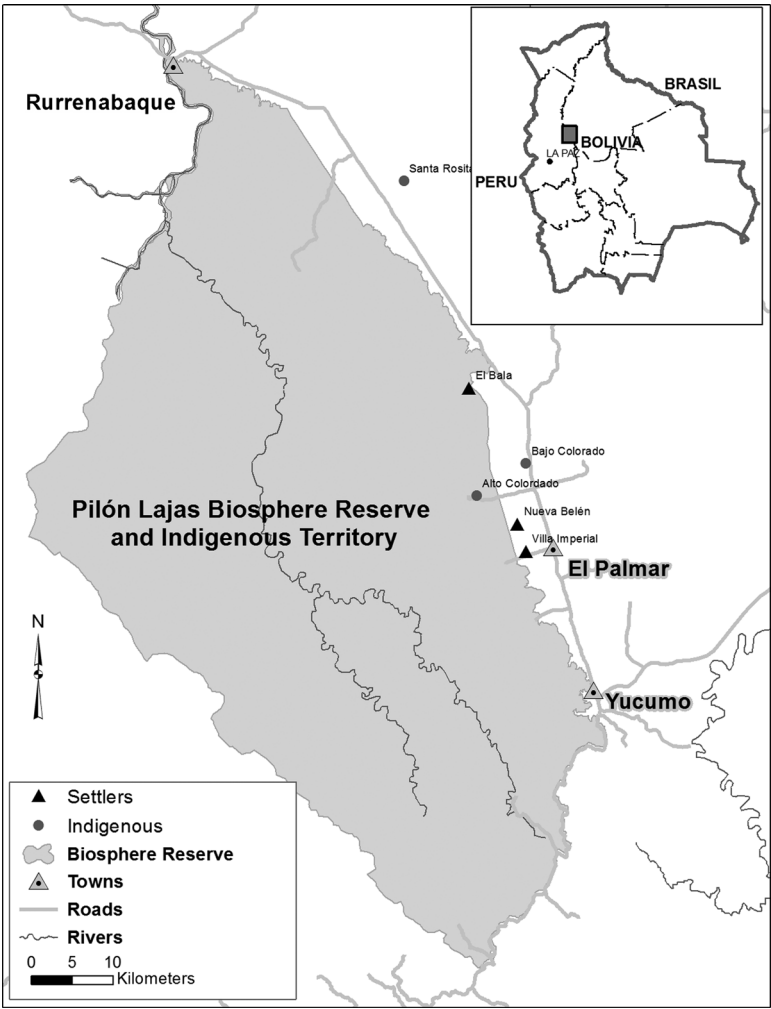 Rurrenabaque
Santa Rosita
BRASIL
BOLIVIA
LA PAZ
PERU
El Bala
Bajo Colorado
Alto Colordado
Nueva Belén
Villa Imperial
El Palmar
Pilón Lajas Biosphere Reserve
and Indigenous Territory
Yucumo
N
Settlers
Indigenous
Biosphere Reserve
Towns
Roads
Rivers
0 5 10
Kilometers